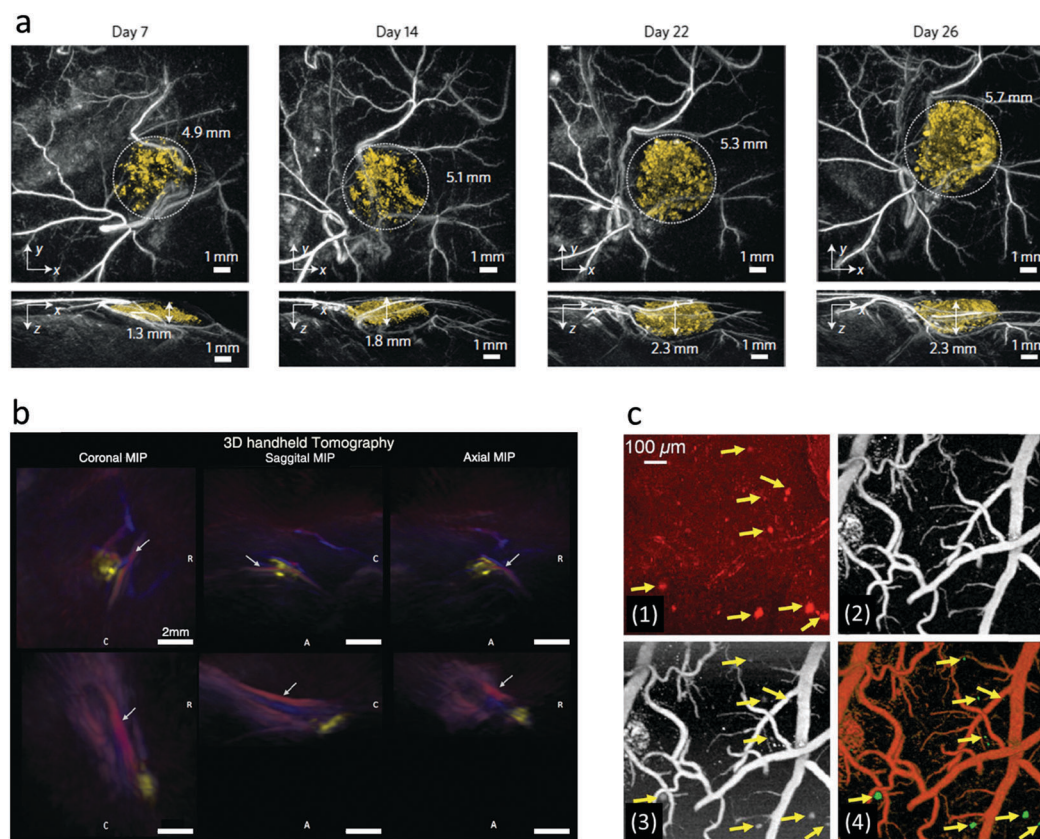 a
Day 7 Day 14 Day 22 Day 26
4.9 mm 5.1 mm 5.3 mm 5.7 mm
y y y y
x x x x
1 mm 1 mm 1 mm 1 mm
x x x x
z z z z
1.3 mm 1.8 mm 2.3 mm 2.3 mm
1 mm 1 mm 1 mm 1 mm
b
3D handheld Tomography
Coronal MIP Saggital MIP Axial MIP
R C R
C A A
2mm
R C R
C A A
c
100 µm
(1) (2)
(3) (4)